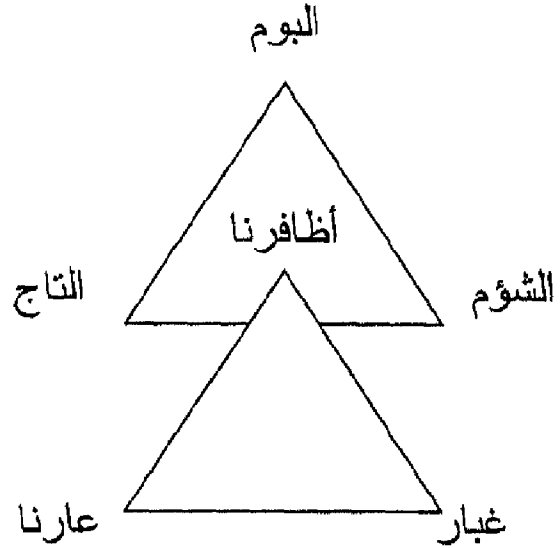 البوم
أظافرنا
الشؤم
التاج
غبار
عارنا